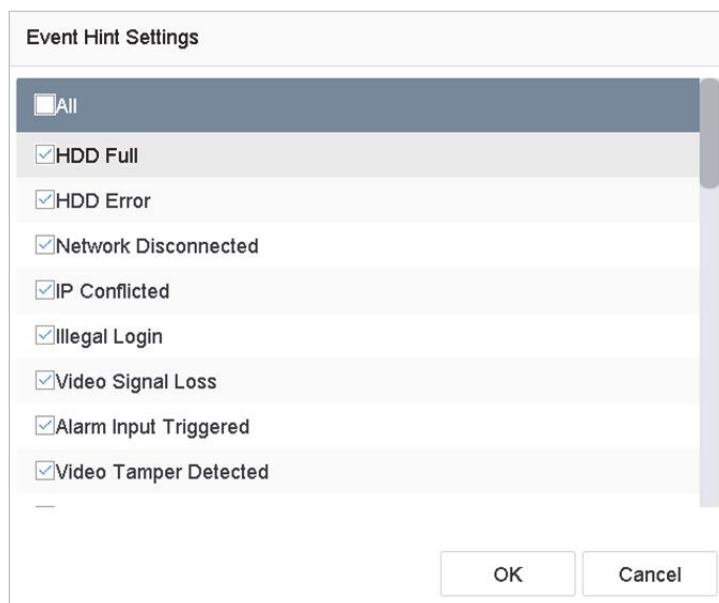 Event Hint Settings
All
HDD Full
HDD Error
Network Disconnected
IP Conflicted
Illegal Login
Video Signal Loss
Alarm Input Triggered
Video Tamper Detected
OK
Cancel